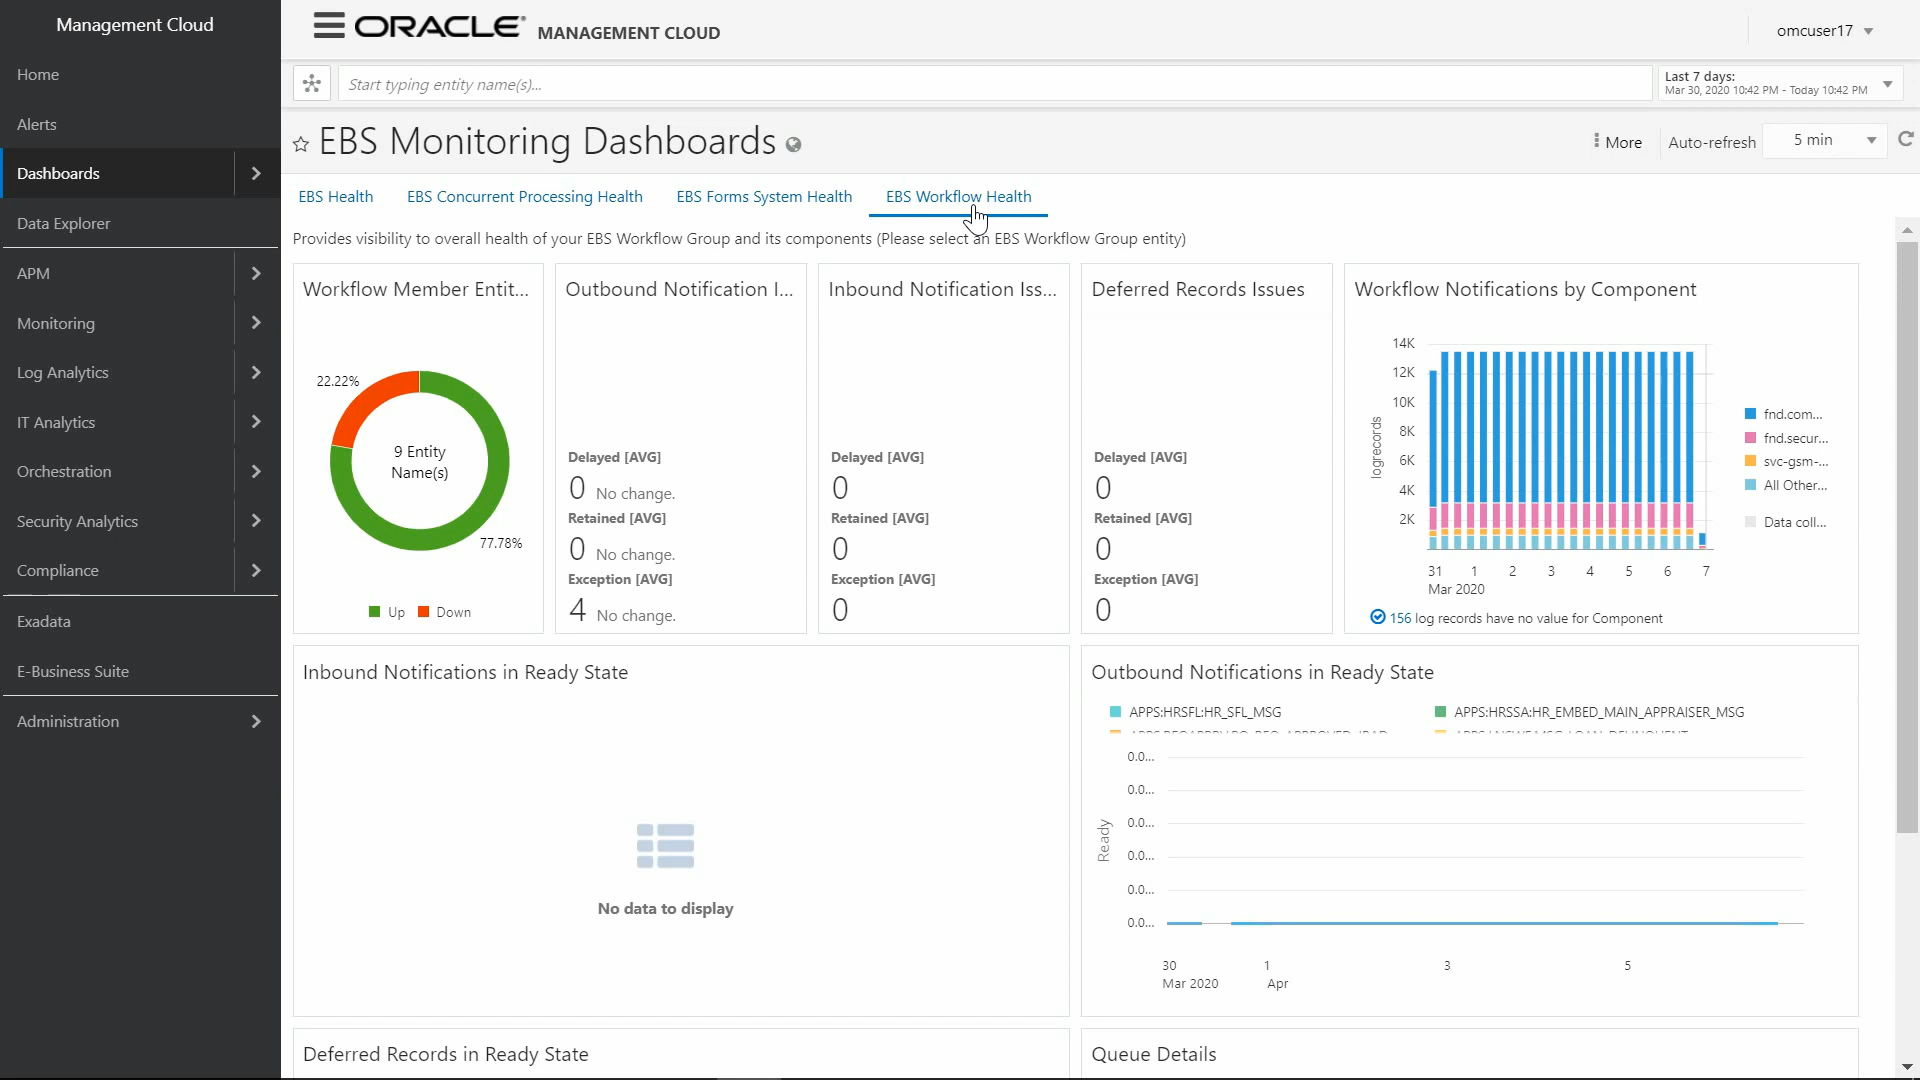 Management Cloud
Home
Alerts
Dashboards
Data Explorer
APM
Monitoring
Log Analytics
IT Analytics
Orchestration
Security Analytics
Compliance
Exadata
E-Business Suite
Administration
ORACLE MANAGEMENT CLOUD
omcuser17
Start typing entity name(s)...
Last 7 days:
Mar 30, 2020 10:42 PM - Today 10:42 PM
EBS Monitoring Dashboards
More
Auto-refresh
5 min
EBS Health
EBS Concurrent Processing Health
EBS Forms System Health
EBS Workflow Health
Provides visibility to overall health of your EBS Workflow Group and its components (Please select an EBS Workflow Group entity)
Workflow Member Entit...
22.22%
9 Entity
Name(s)
77.78%
Up
Down
Outbound Notification I...
Delayed [AVG]
0 No change.
Retained [AVG]
0 No change.
Exception [AVG]
4 No change.
Inbound Notification Iss...
Delayed [AVG]
0
Retained [AVG]
0
Exception [AVG]
0
Deferred Records Issues
Delayed [AVG]
0
Retained [AVG]
0
Exception [AVG]
0
Workflow Notifications by Component
14K
12K
10K
8K
6K
4K
2K
logrecords
31 1 2 3 4 5 6 7
Mar 2020
fnd.com...
fnd.secur...
svc-gsm-...
All Other...
Data coll...
156 log records have no value for Component
Inbound Notifications in Ready State
No data to display
Outbound Notifications in Ready State
APPS:HRSFL:HR_SFL_MSG
APPS:HRSSA:HR_EMBED_MAIN_APPRAISER_MSG
0.0...
0.0...
0.0...
0.0...
0.0...
0.0...
Ready
30 1 3 5
Mar 2020 Apr
Deferred Records in Ready State
Queue Details